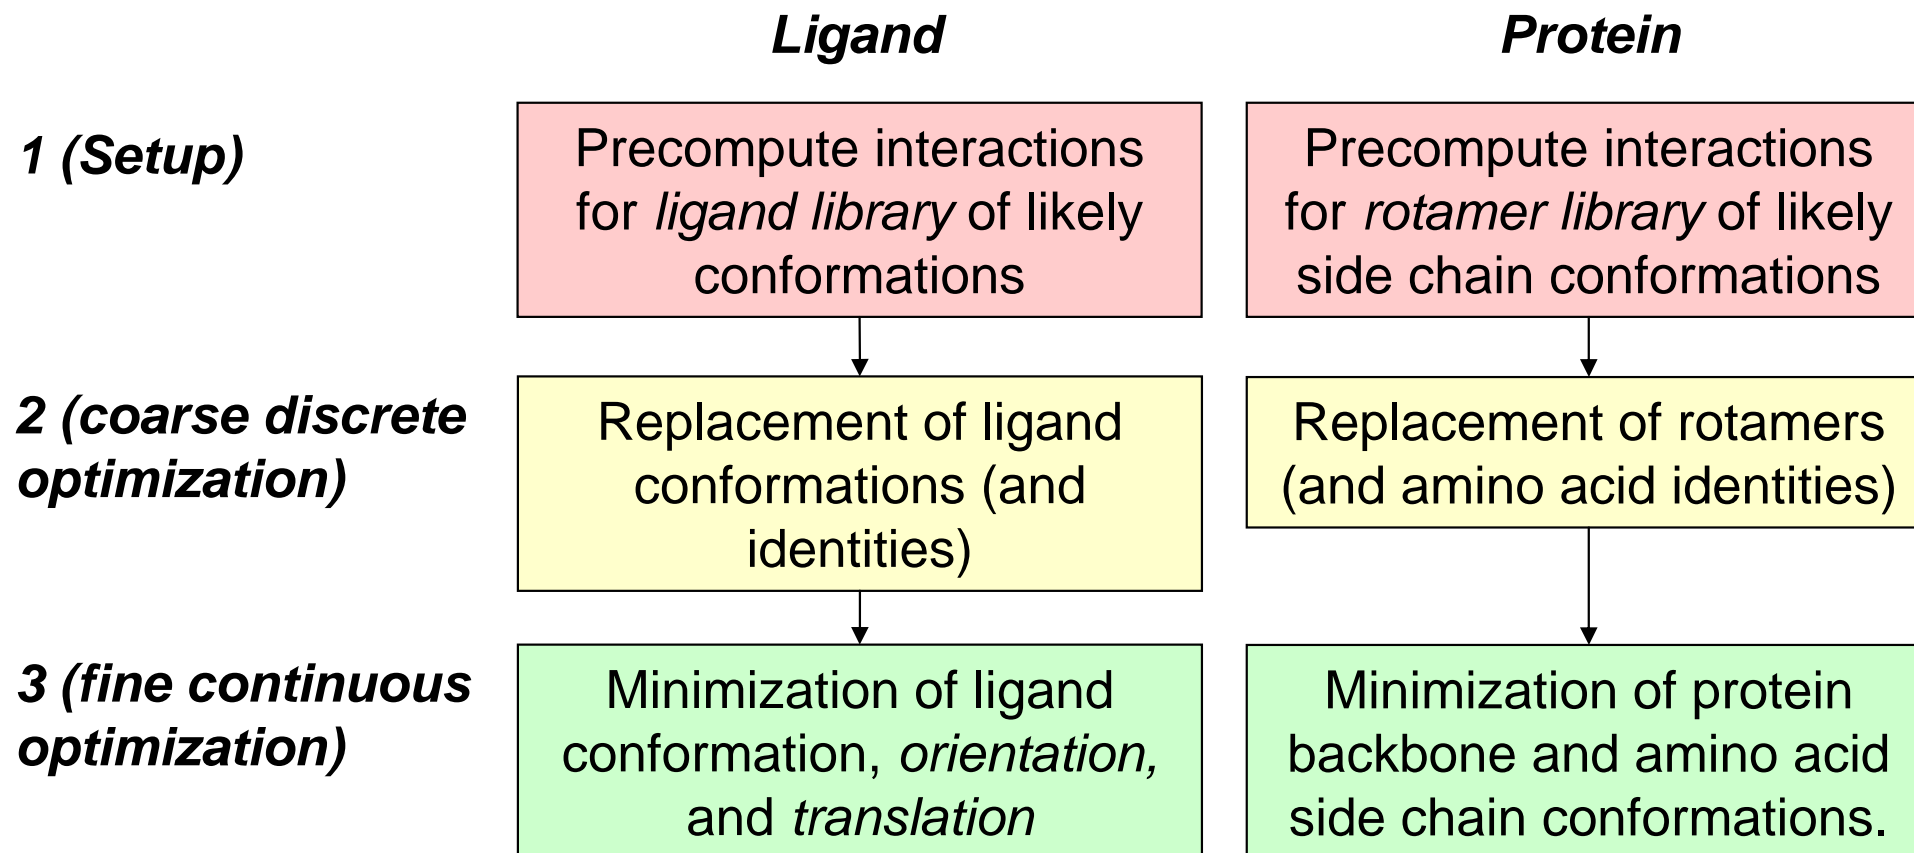 Ligand
Protein
1 (Setup)
Precompute interactions
for ligand library of likely
conformations
Precompute interactions
for rotamer library of likely
side chain conformations
2 (coarse discrete
optimization)
Replacement of ligand
conformations (and
identities)
Replacement of rotamers
(and amino acid identities)
3 (fine continuous
optimization)
Minimization of ligand
conformation, orientation,
and translation
Minimization of protein
backbone and amino acid
side chain conformations.